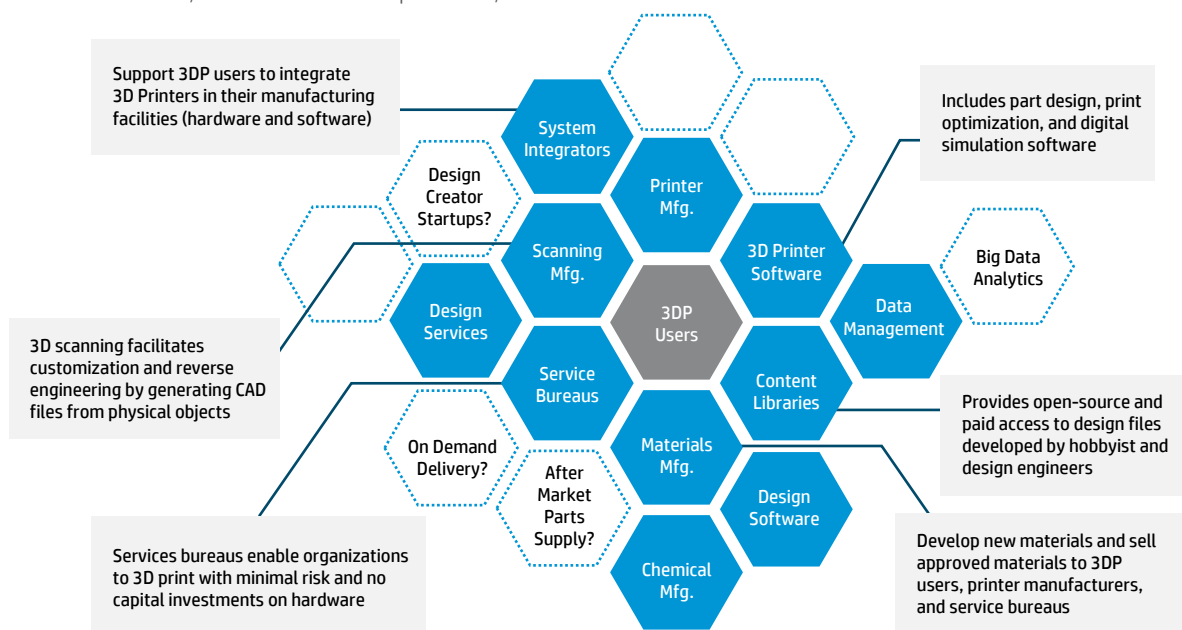 Support 3DP users to integrate
3D Printers in their manufacturing
facilities (hardware and software)
System
Integrators
Includes part design, print
optimization, and digital
simulation software
Design
Creator
Startups?
Printer
Mfg.
Scanning
Mfg.
3D Printer
Software
Big Data
Analytics
Design
Services
3DP
Users
Data
Management
3D scanning facilitates
customization and reverse
engineering by generating CAD
files from physical objects
Service
Bureaus
Content
Libraries
Provides open-source and
paid access to design files
developed by hobbyist and
design engineers
On Demand
Delivery?
After
Market
Parts
Supply?
Materials
Mfg.
Design
Software
Services bureaus enable organizations
to 3D print with minimal risk and no
capital investments on hardware
Chemical
Mfg.
Develop new materials and sell
approved materials to 3DP
users, printer manufacturers,
and service bureaus